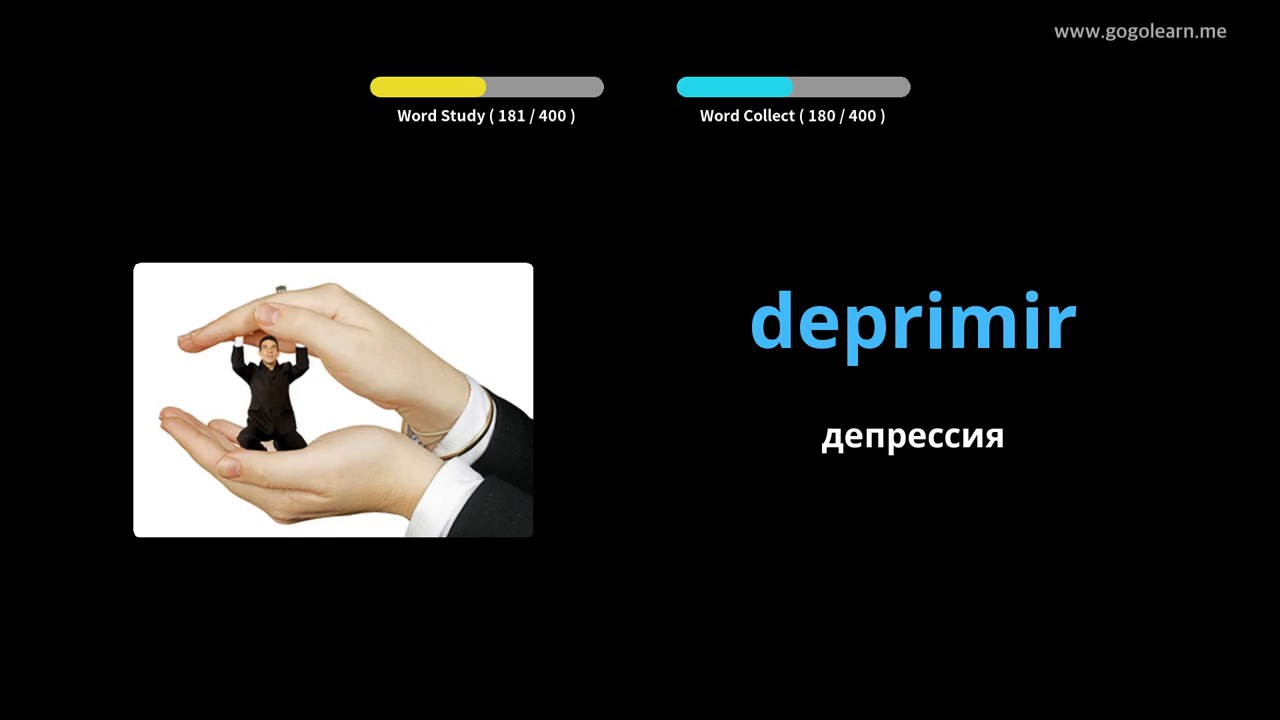 www.gogolearn.me
Word Study ( 181 / 400 )
Word Collect ( 180 / 400 )
deprimir
депрессия